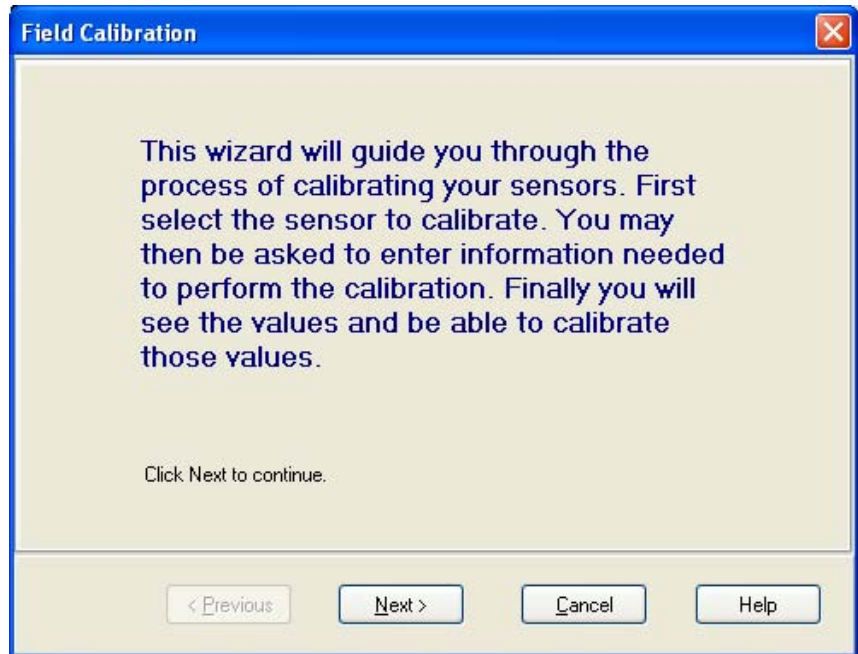 Field Calibration
This wizard will guide you through the
process of calibrating your sensors. First
select the sensor to calibrate. You may
then be asked to enter information needed
to perform the calibration. Finally you will
see the values and be able to calibrate
those values.
Click Next to continue.
< Previous
Next >
Cancel
Help